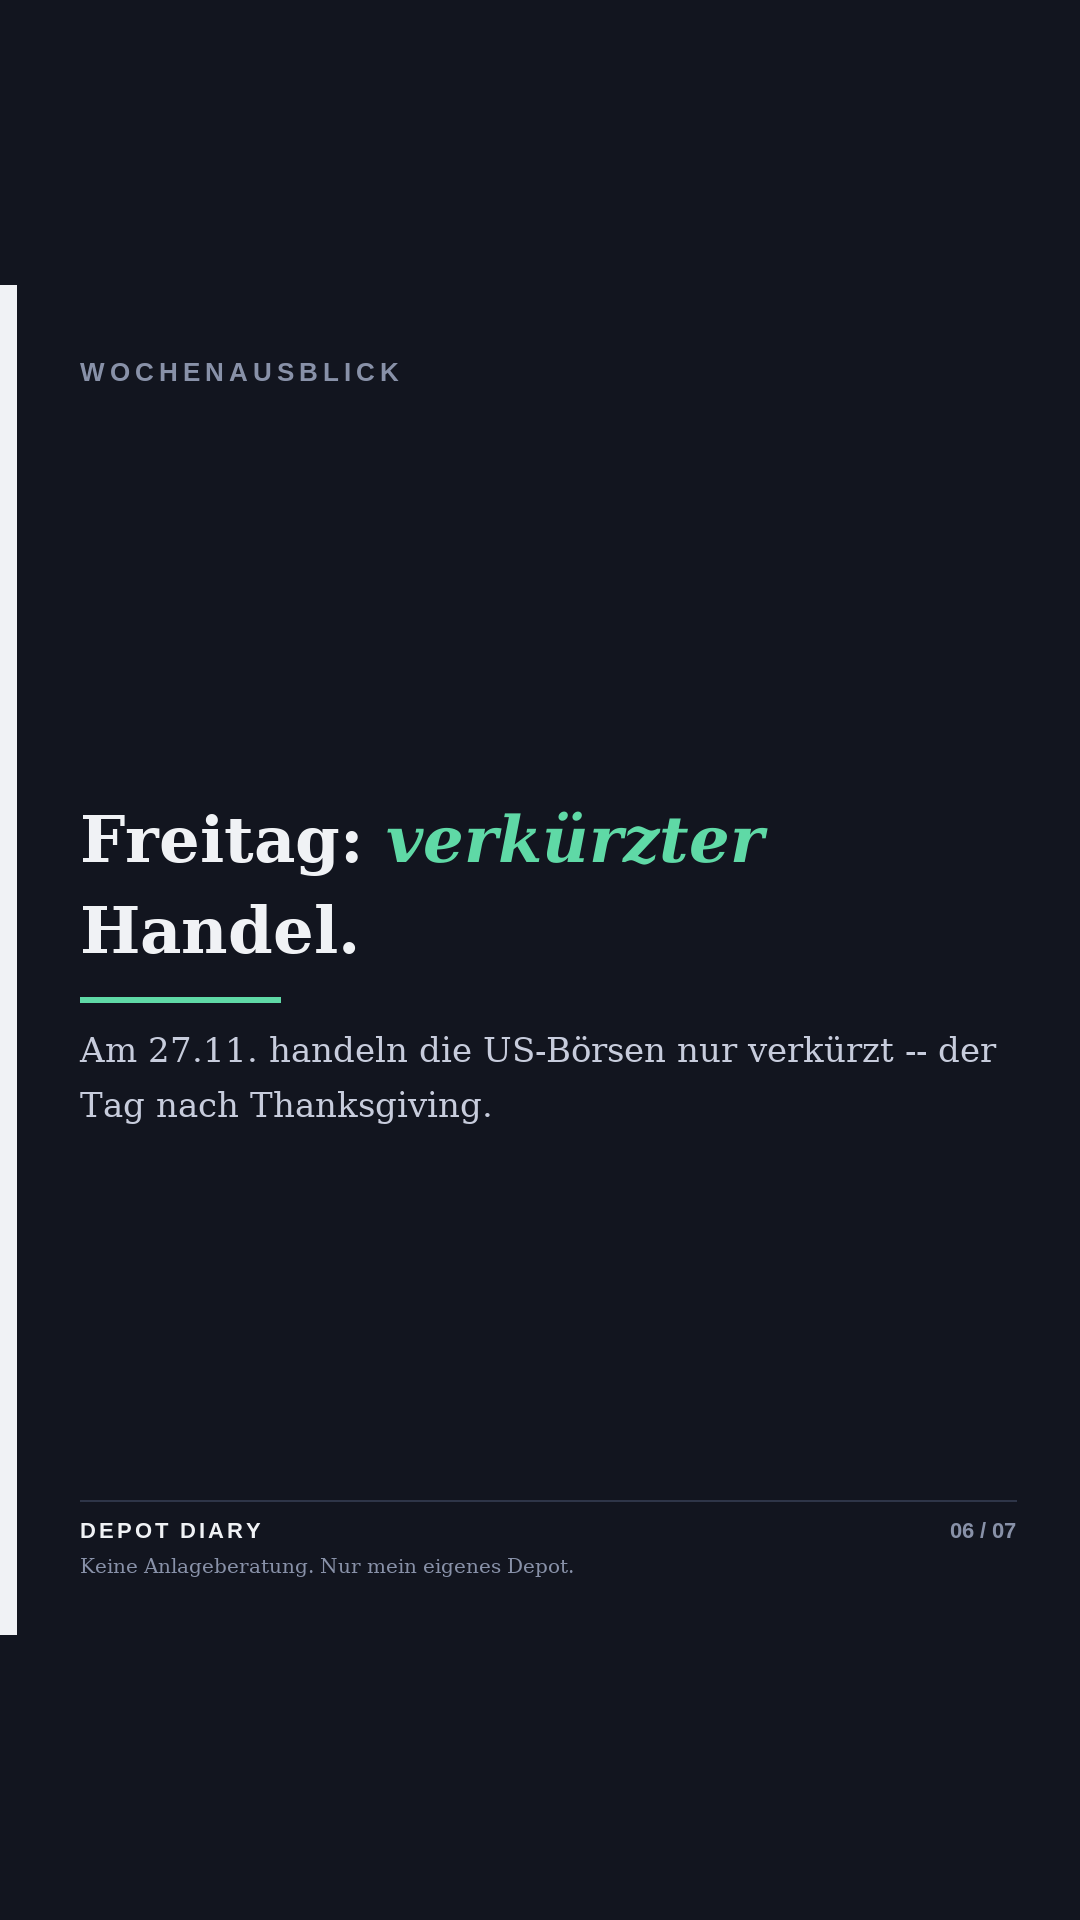 WOCHENAUSBLICK
Freitag: verkürzter
Handel.
Am 27.11. handeln die US-Börsen nur verkürzt -- der
Tag nach Thanksgiving.
DEPOT DIARY
06 / 07
Keine Anlageberatung. Nur mein eigenes Depot.